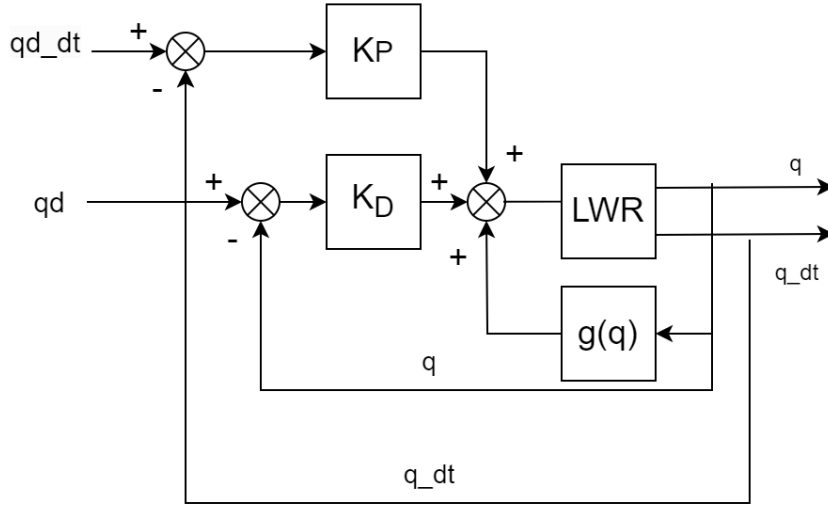 qd_dt
+
-
KP
+
qd
+
-
KD
+
+
LWR
q
q_dt
g(q)
q
q_dt